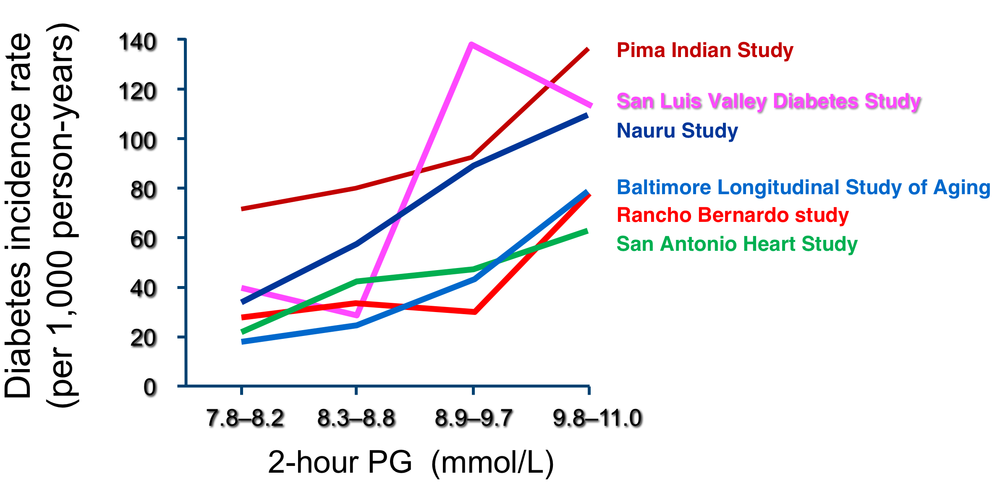 Diabetes incidence rate
(per 1,000 person-years)
140
120
100
80
60
40
20
0
7.8–8.2
8.3–8.8
8.9–9.7
9.8–11.0
2-hour PG  (mmol/L)
Pima Indian Study
San Luis Valley Diabetes Study
Nauru Study
Baltimore Longitudinal Study of Aging
Rancho Bernardo study
San Antonio Heart Study